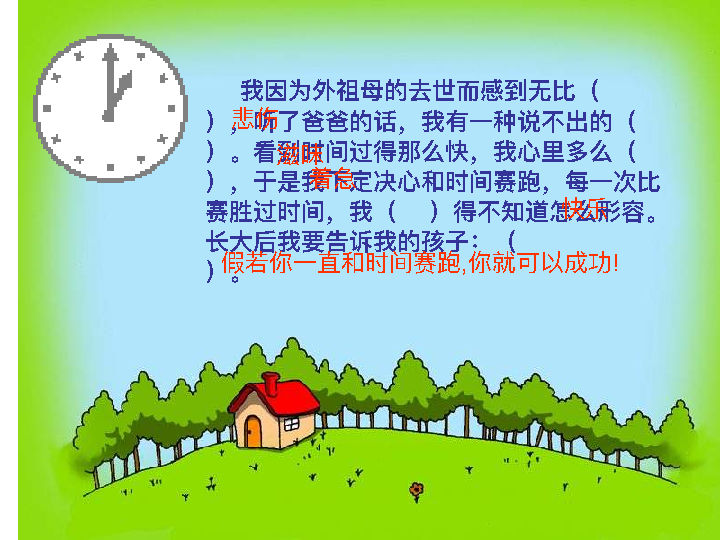 我因为外祖母的去世而感到无比（
悲伤
），听了爸爸的话，我有一种说不出的（
滋味
）。看到时间过得那么快，我心里多么（
着急
），于是我下定决心和时间赛跑，每一次比
赛胜过时间，我（ ）得不知道怎么形容。
快乐
长大后我要告诉我的孩子：（
假若你一直和时间赛跑,你就可以成功!
）。